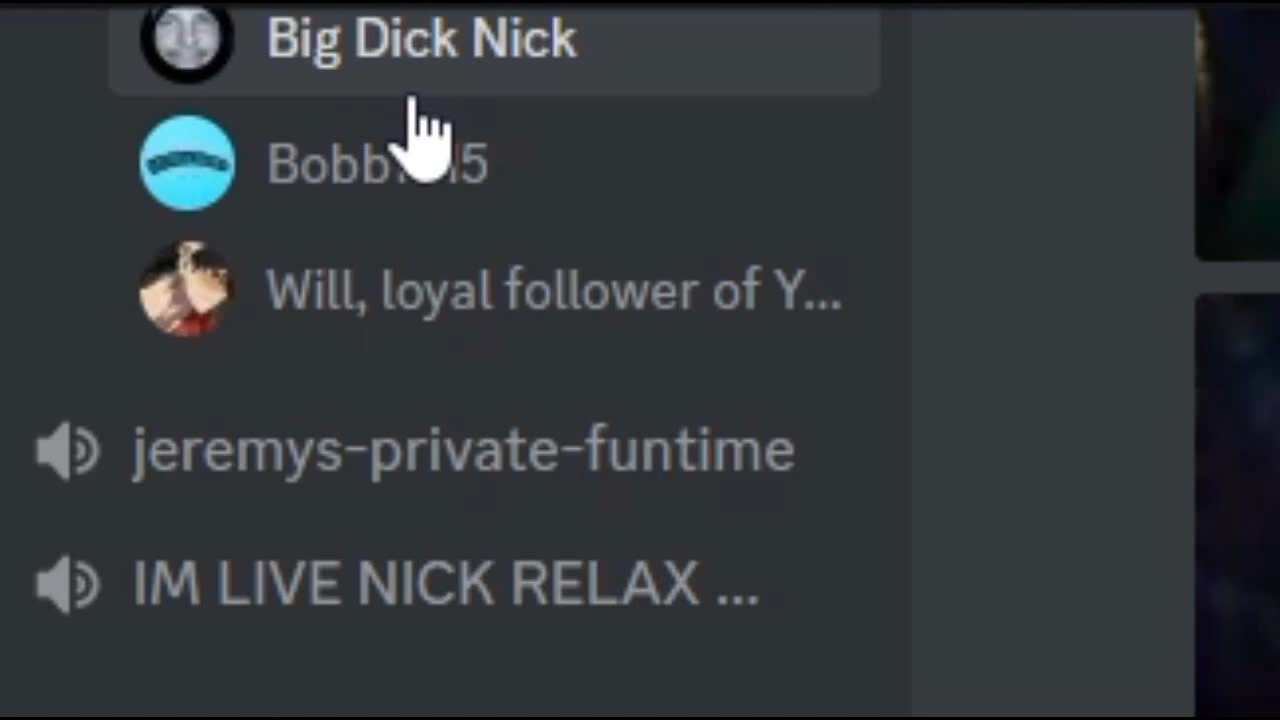 Big Dick Nick
Will, loyal follower of Y...
jeremys-private-funtime
IM LIVE NICK RELAX ...